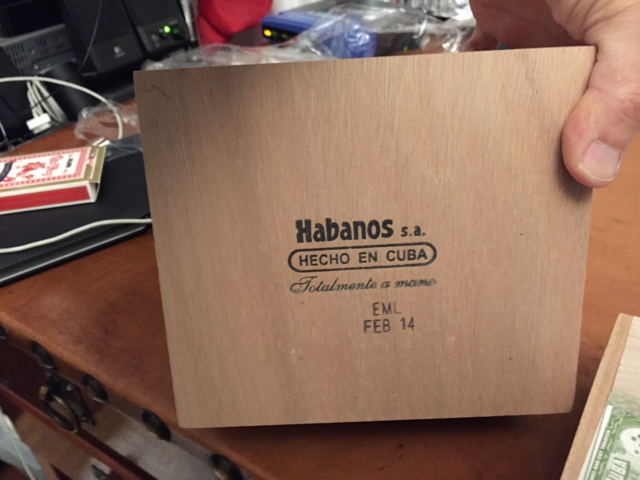 Habanos s.a.
HECHO EN CUBA
Totalmente a mano
EML
FEB 14